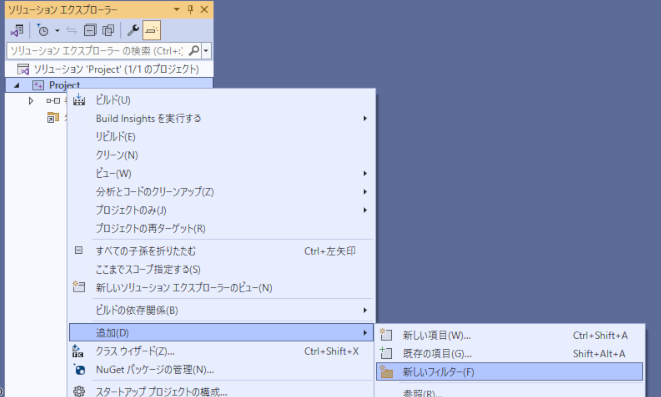 ソリューション エクスプローラー
ソリューション エクスプローラー の検索 (Ctrl+;)
ソリューション 'Project' (1/1 のプロジェクト)
Project
ビルド(U)
Build Insights を実行する
リビルド(E)
クリーン(N)
ビュー(W)
分析とコードのクリーンアップ(Z)
プロジェクトのみ(J)
プロジェクトの再ターゲット(R)
すべての子孫を折りたたむ Ctrl+左矢印
ここまでスコープ指定する(S)
新しいソリューション エクスプローラーのビュー(N)
ビルドの依存関係(B)
追加(D)
新しい項目(W)... Ctrl+Shift+A
クラス ウィザード(Z)... Ctrl+Shift+X
既存の項目(G)... Shift+Alt+A
NuGet パッケージの管理(N)...
新しいフィルター(F)
スタートアップ プロジェクトの構成...
参照(R)...